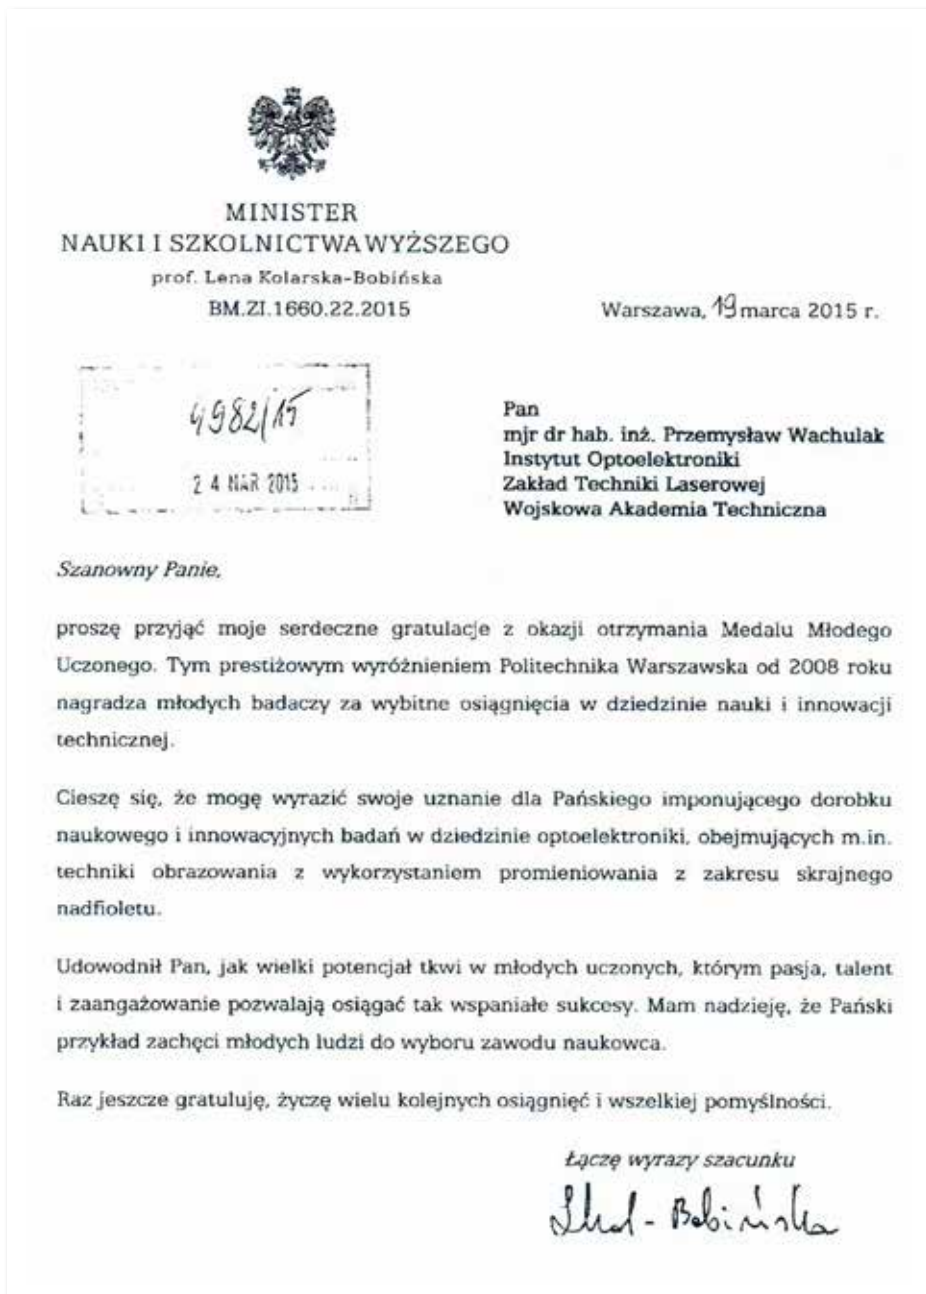 MINISTER
NAUKI I SZKOLNICTWA WYŻSZEGO
prof. Lena Kolarska-Bobińska
BM.ZI.1660.22.2015
Warszawa, 19 marca 2015 r.
4982/15
24 MAR 2015
Pan
mjr dr hab. inż. Przemysław Wachulak
Instytut Optoelektroniki
Zakład Techniki Laserowej
Wojskowa Akademia Techniczna
Szanowny Panie,
proszę przyjąć moje serdeczne gratulacje z okazji otrzymania Medalu Młodego
Uczonego. Tym prestiżowym wyróżnieniem Politechnika Warszawska od 2008 roku
nagradza młodych badaczy za wybitne osiągnięcia w dziedzinie nauki i innowacji
technicznej.
Cieszę się, że mogę wyrazić swoje uznanie dla Pańskiego imponującego dorobku
naukowego i innowacyjnych badań w dziedzinie optoelektroniki, obejmujących m.in.
techniki obrazowania z wykorzystaniem promieniowania z zakresu skrajnego
nadfioletu.
Udowodnił Pan, jak wielki potencjał tkwi w młodych uczonych, którym pasja, talent
i zaangażowanie pozwalają osiągać tak wspaniałe sukcesy. Mam nadzieję, że Pański
przykład zachęci młodych ludzi do wyboru zawodu naukowca.
Raz jeszcze gratuluję, życzę wielu kolejnych osiągnięć i wszelkiej pomyślności.
Łączę wyrazy szacunku
- Bobińska